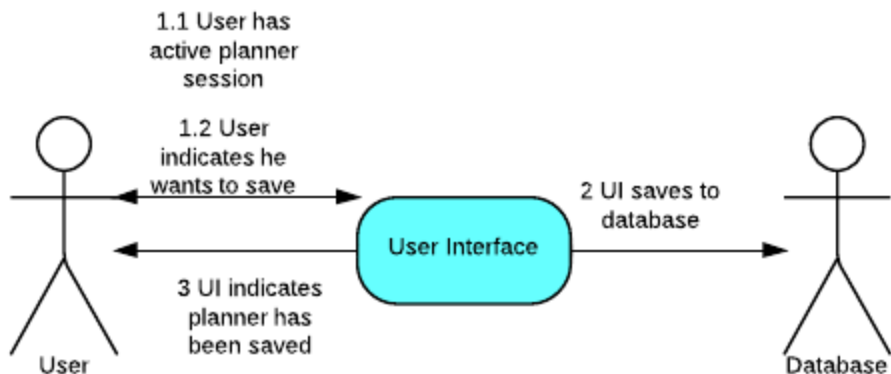 1.1 User has
active planner
session
1.2 User
indicates he
wants to save
2 UI saves to
database
User Interface
3 UI indicates
planner has
been saved
User
Database